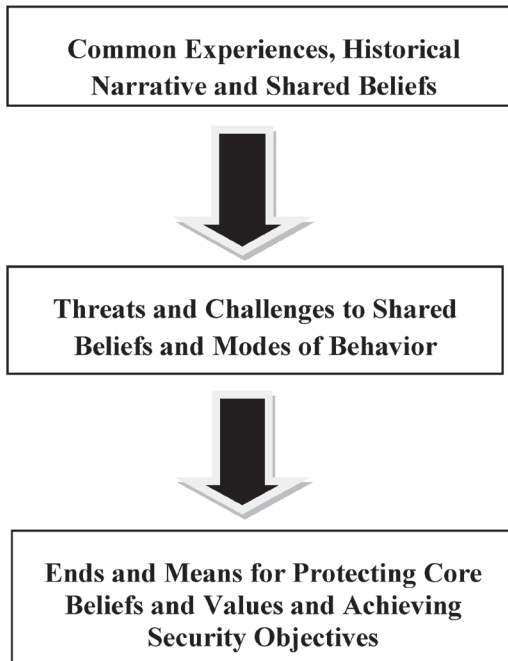 Common Experiences, Historical
Narrative and Shared Beliefs
Threats and Challenges to Shared
Beliefs and Modes of Behavior
Ends and Means for Protecting Core
Beliefs and Values and Achieving
Security Objectives